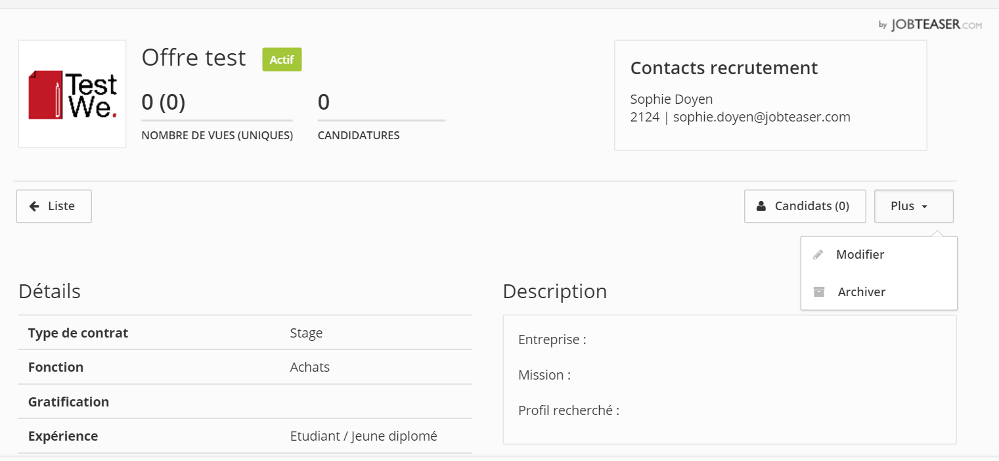 by JOBTEASER.COM
Test
We.
Offre test
Actif
0 (0)
NOMBRE DE VUES (UNIQUES)
0
CANDIDATURES
Contacts recrutement
Sophie Doyen
2124 | sophie.doyen@jobteaser.com
Liste
Candidats (0)
Plus
Modifier
Archiver
Détails
Type de contrat Stage
Fonction Achats
Gratification
Expérience Etudiant / Jeune diplomé
Description
Entreprise :
Mission :
Profil recherché :